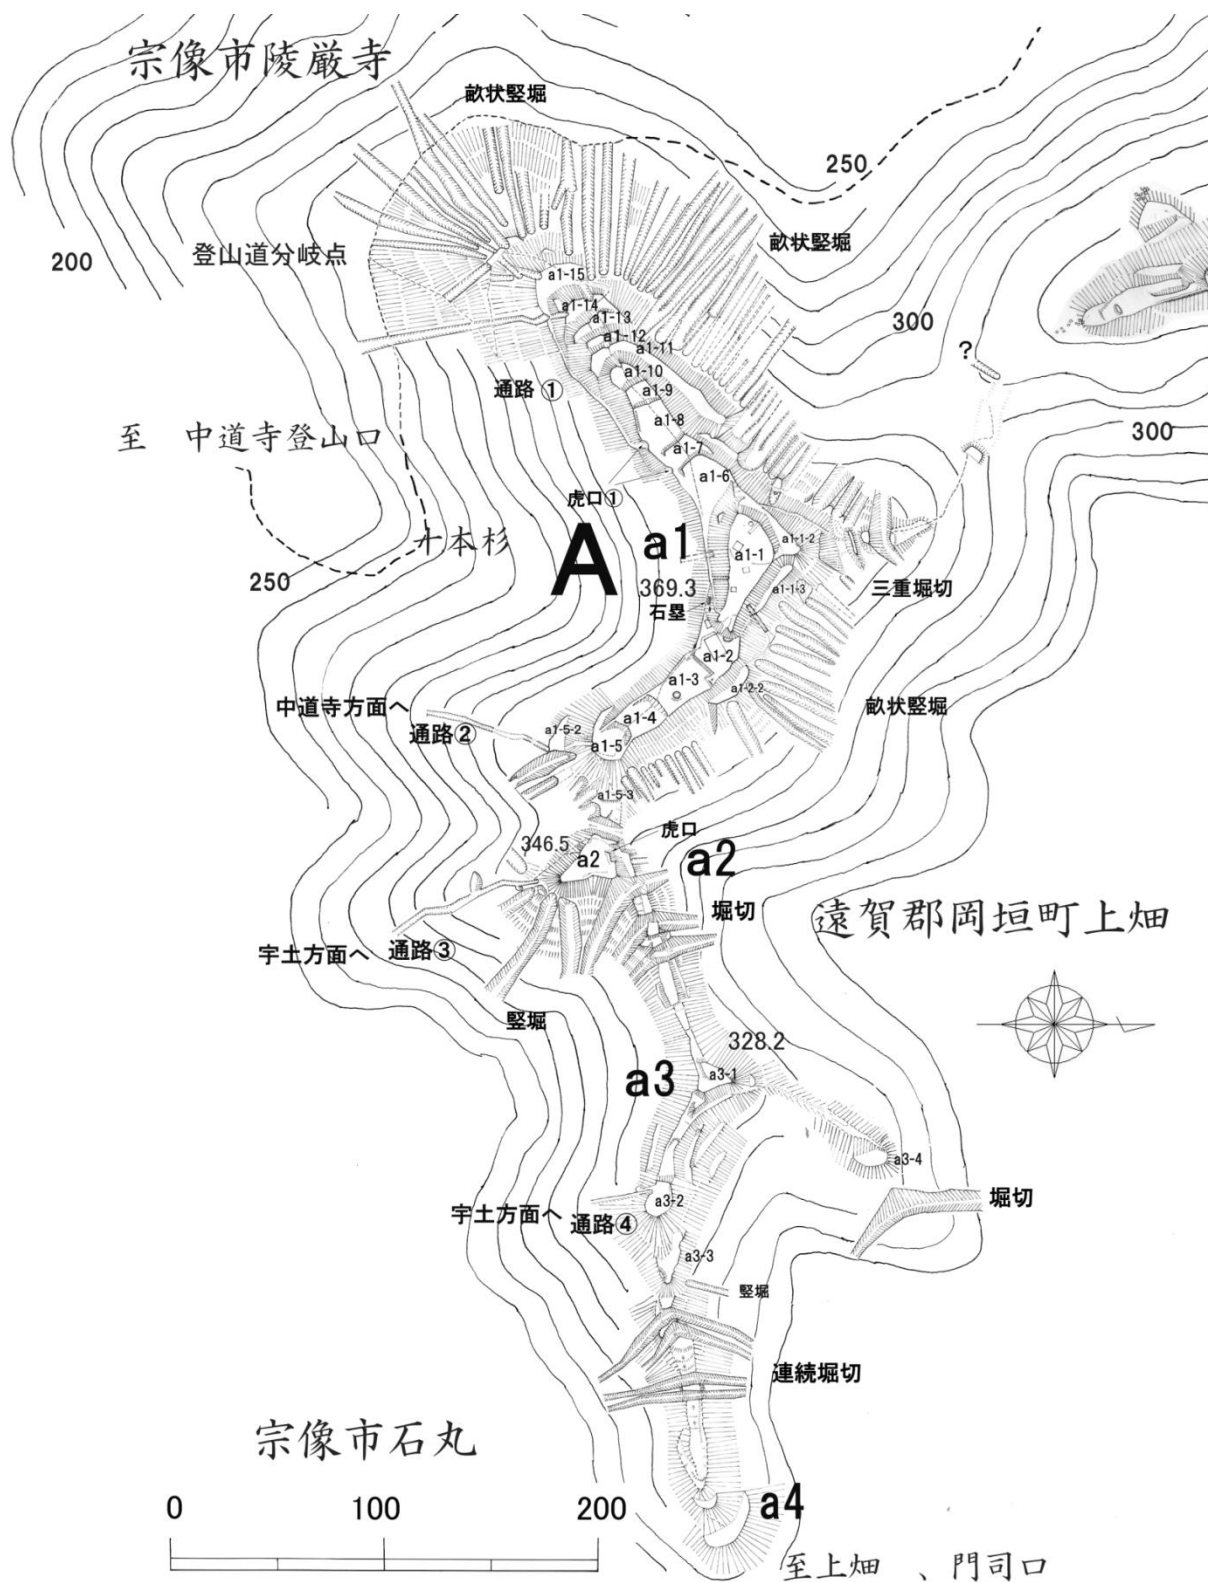 宗像市陵厳寺
畝状竪堀
250
200
登山道分岐点
畝状竪堀
a1-15
a1-14
a1-13
a1-12
a1-11
a1-10
a1-9
a1-8
a1-7
a1-6
300
?
通路①
300
至 中道寺登山口
虎口①
A
a1
369.3
石塁
a1-1
a1-1-2
a1-1-3
三重堀切
十本杉
250
a1-2
a1-3
a1-2-2
a1-4
畝状竪堀
中道寺方面へ
通路②
a1-5-2
a1-5
a1-5-3
虎口
346.5
a2
a2
堀切
遠賀郡岡垣町上畑
宇土方面へ
通路③
竪堀
328.2
a3
a3-1
a3-4
堀切
宇土方面へ
通路④
a3-2
a3-3
竪堀
連続堀切
宗像市石丸
0 100 200
a4
至上畑 、門司口